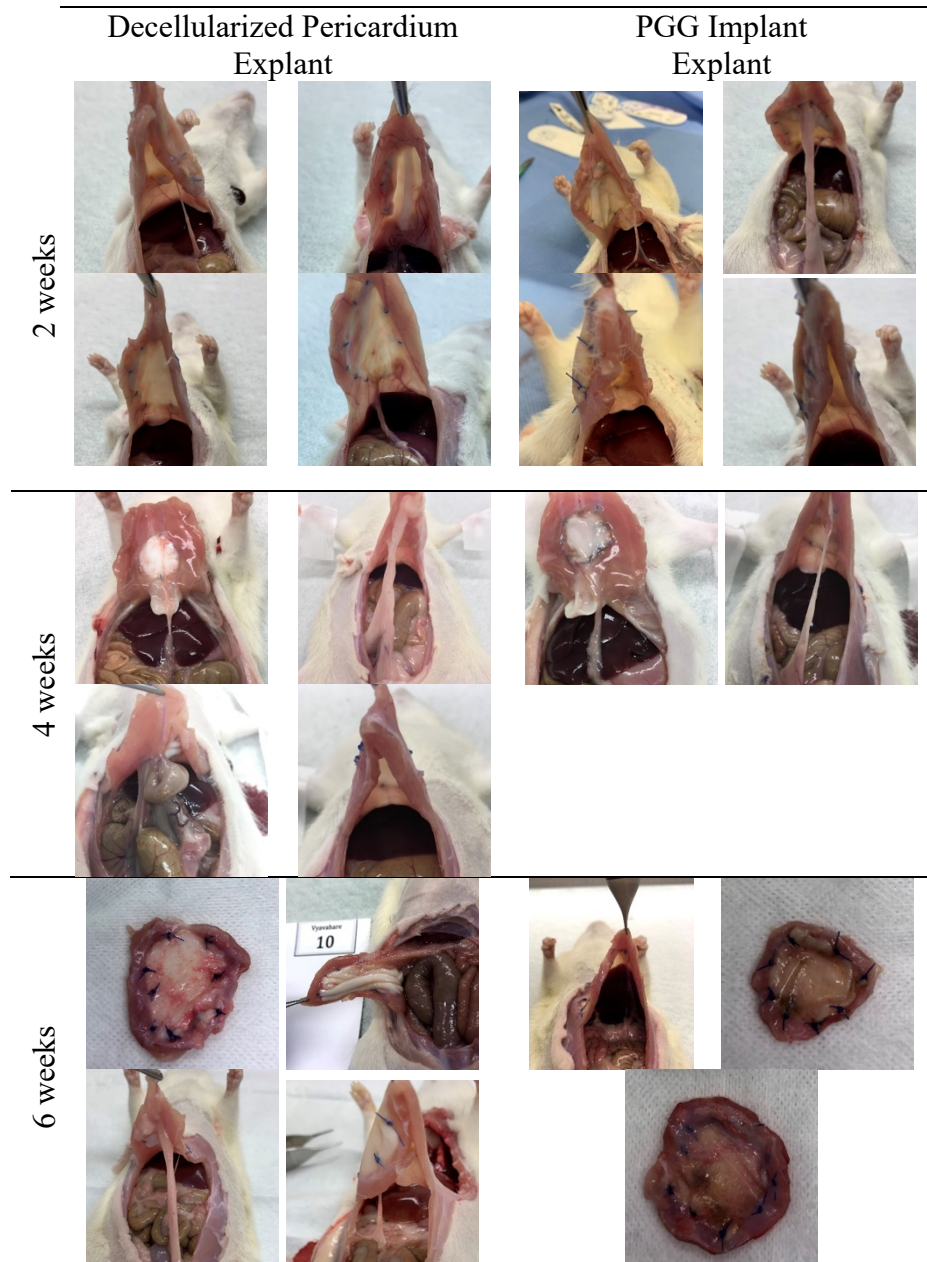 Decellularized Pericardium
Explant
PGG Implant
Explant
2 weeks
4 weeks
6 weeks
Vyavahare
10